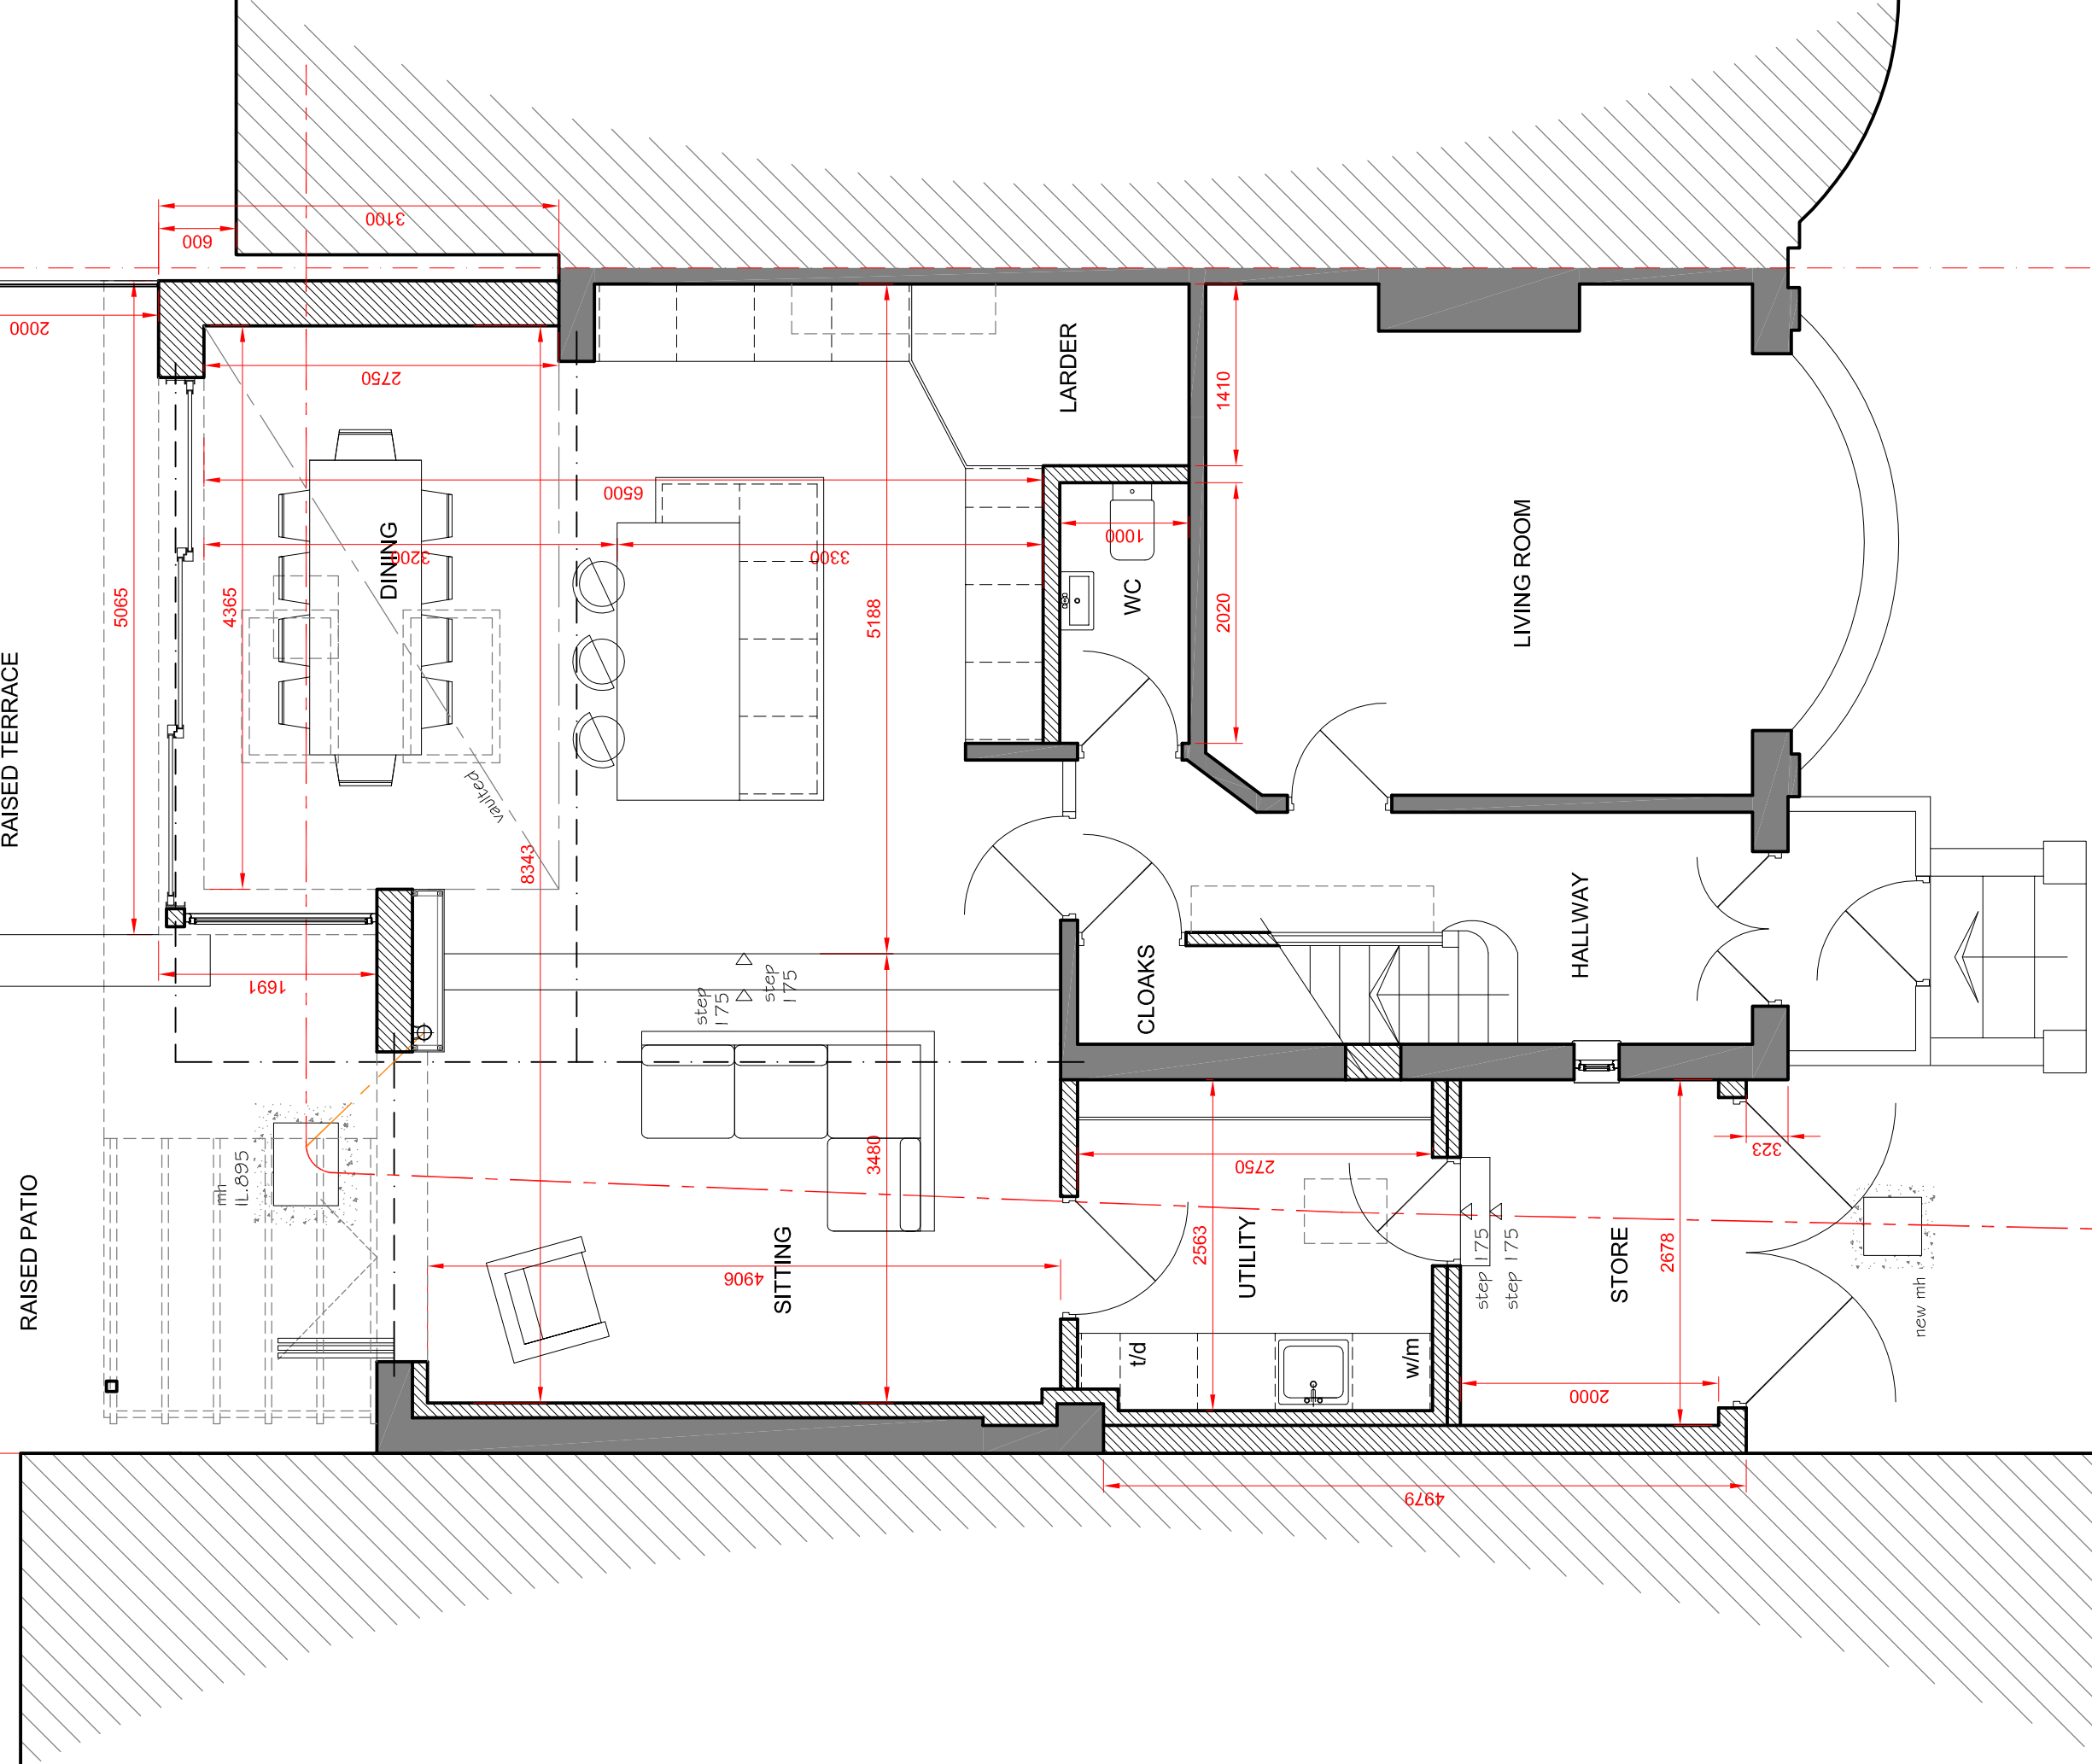 3100
600
2000
2750
5065
4365
DINING
3200
6500
3300
5188
8343
vaulted
LARDER
1410
1000
WC
2020
LIVING ROOM
RAISED TERRACE
1691
step
175
step
175
CLOAKS
HALLWAY
RAISED PATIO
mh
IL.895
3480
4906
SITTING
2750
2563
UTILITY
t/d
w/m
step 175
step 175
STORE
2678
2000
323
new mh
4979